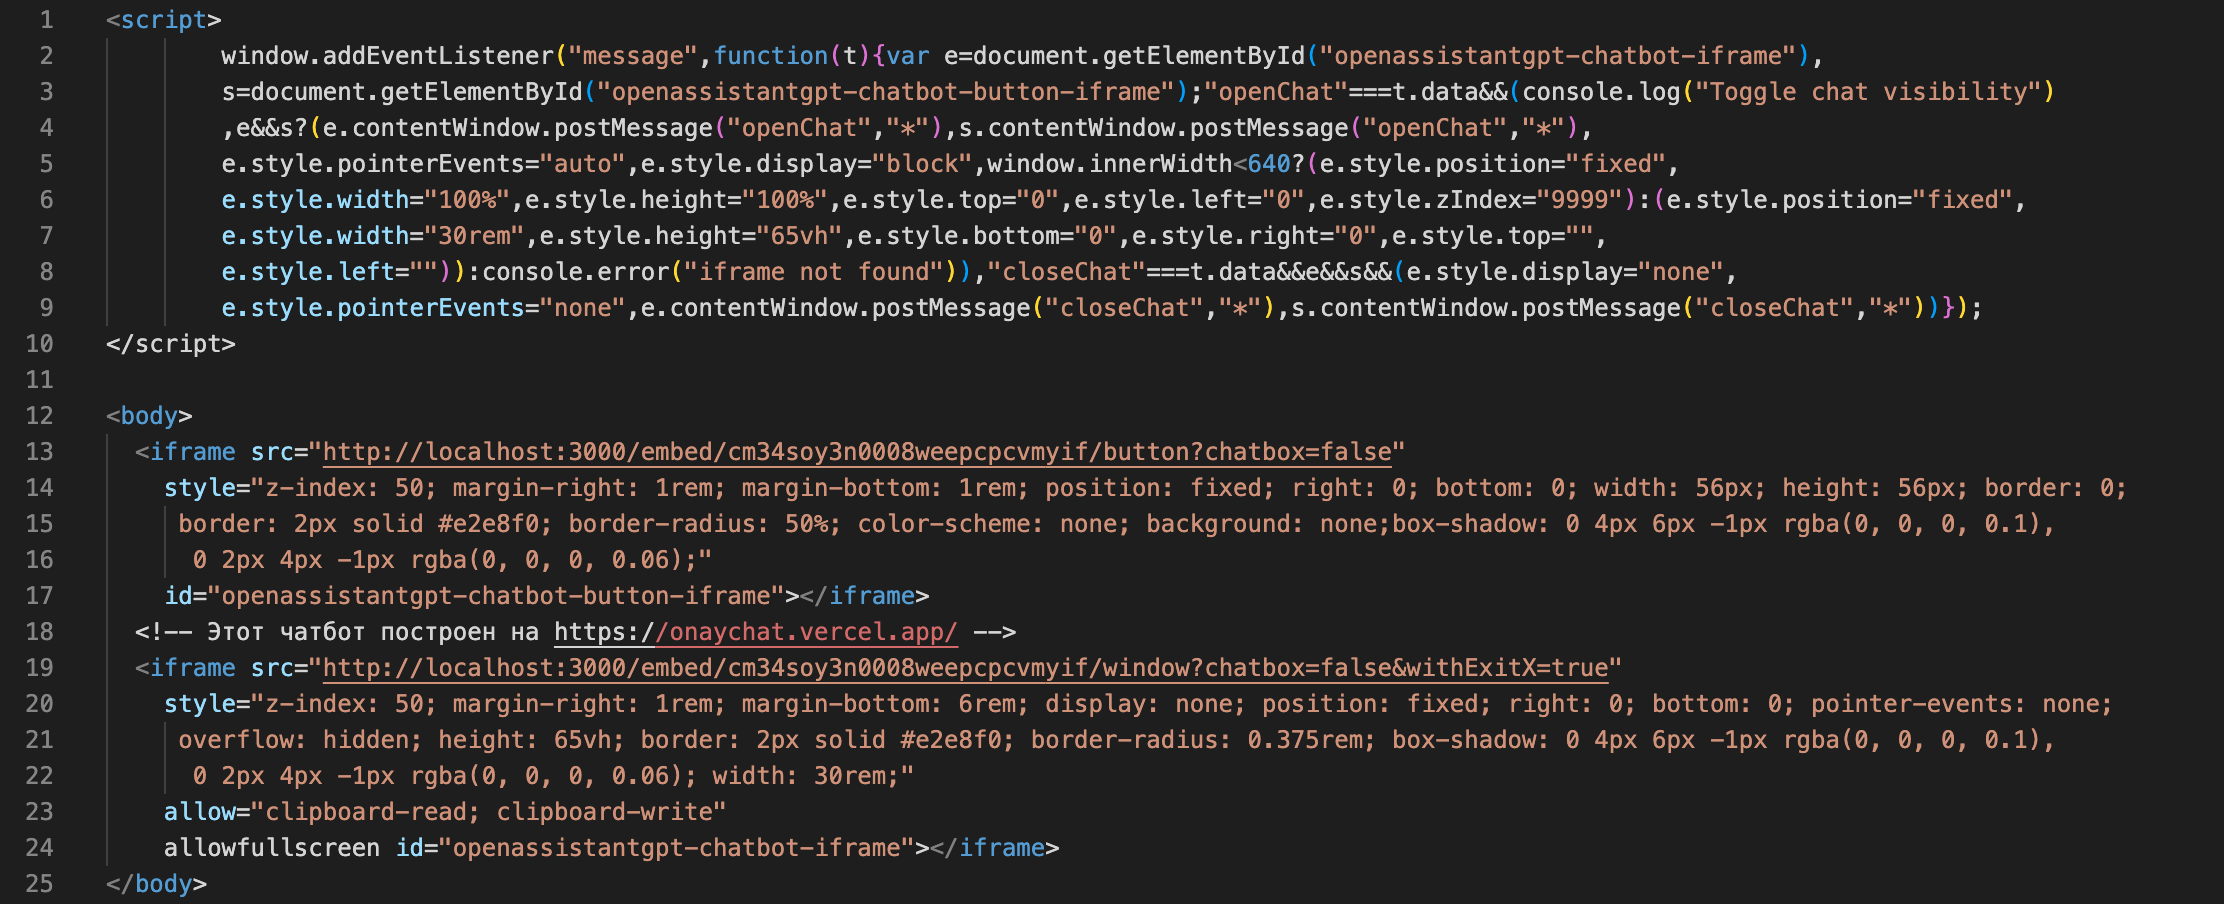 1 <script>
2 window.addEventListener("message",function(t){var e=document.getElementById("openassistantgpt-chatbot-iframe"),
3 s=document.getElementById("openassistantgpt-chatbot-button-iframe");"openChat"===t.data&&(console.log("Toggle chat visibility")
4 ,e&&s?(e.contentWindow.postMessage("openChat","*"),s.contentWindow.postMessage("openChat","*"),
5 e.style.pointerEvents="auto",e.style.display="block",window.innerWidth<640?(e.style.position="fixed",
6 e.style.width="100%",e.style.height="100%",e.style.top="0",e.style.left="0",e.style.zIndex="9999"):(e.style.position="fixed",
7 e.style.width="30rem",e.style.height="65vh",e.style.bottom="0",e.style.right="0",e.style.top="",
8 e.style.left="")):console.error("iframe not found")),"closeChat"===t.data&&e&&s&&(e.style.display="none",
9 e.style.pointerEvents="none",e.contentWindow.postMessage("closeChat","*"),s.contentWindow.postMessage("closeChat","*"))});
10 </script>
11
12 <body>
13 <iframe src="http://localhost:3000/embed/cm34soy3n0008weepcpcvmyif/button?chatbox=false"
14 style="z-index: 50; margin-right: 1rem; margin-bottom: 1rem; position: fixed; right: 0; bottom: 0; width: 56px; height: 56px; border: 0;
15 border: 2px solid #e2e8f0; border-radius: 50%; color-scheme: none; background: none;box-shadow: 0 4px 6px -1px rgba(0, 0, 0, 0.1),
16 0 2px 4px -1px rgba(0, 0, 0, 0.06);"
17 id="openassistantgpt-chatbot-button-iframe"></iframe>
18 <!-- Этот чатбот построен на https://onaychat.vercel.app/ -->
19 <iframe src="http://localhost:3000/embed/cm34soy3n0008weepcpcvmyif/window?chatbox=false&withExitX=true"
20 style="z-index: 50; margin-right: 1rem; margin-bottom: 6rem; display: none; position: fixed; right: 0; bottom: 0; pointer-events: none;
21 overflow: hidden; height: 65vh; border: 2px solid #e2e8f0; border-radius: 0.375rem; box-shadow: 0 4px 6px -1px rgba(0, 0, 0, 0.1),
22 0 2px 4px -1px rgba(0, 0, 0, 0.06); width: 30rem;"
23 allow="clipboard-read; clipboard-write"
24 allowfullscreen id="openassistantgpt-chatbot-iframe"></iframe>
25 </body>